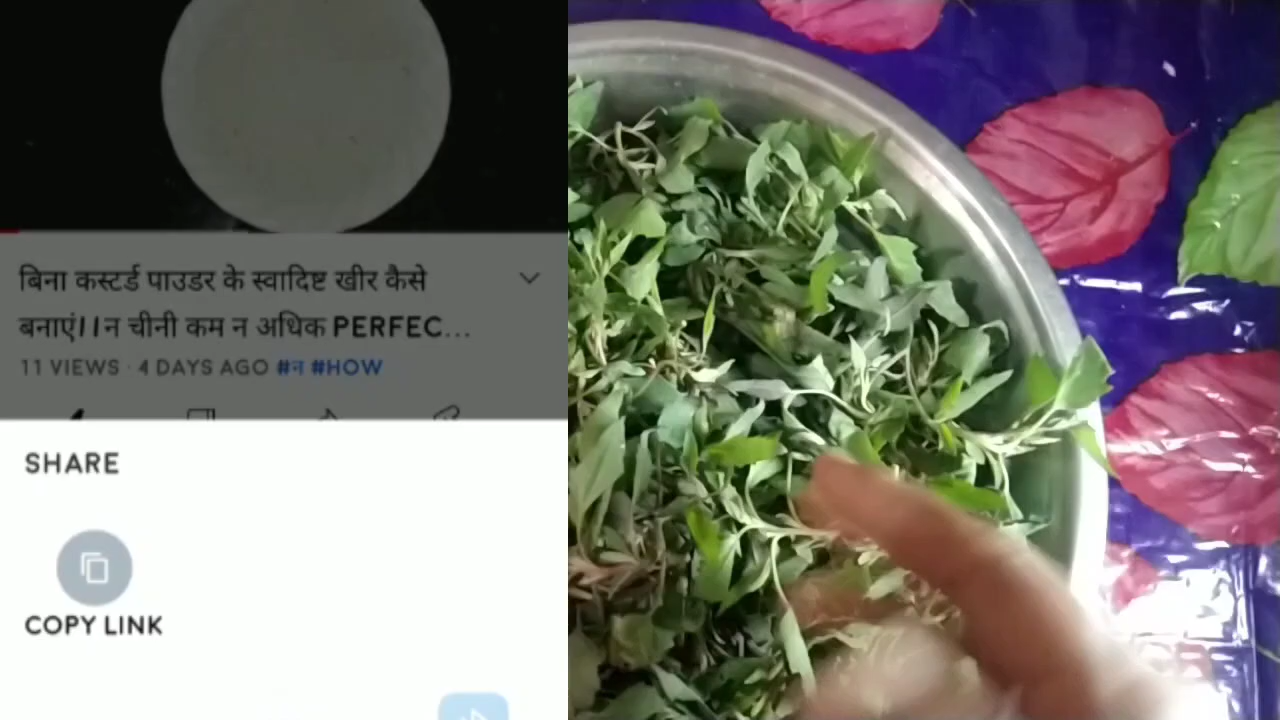 बिना कस्टर्ड पाउडर के स्वादिष्ट खीर कैसे
बनाएं।।न चीनी कम न अधिक PERFEC...
11 VIEWS · 4 DAYS AGO #न #HOW
SHARE
COPY LINK